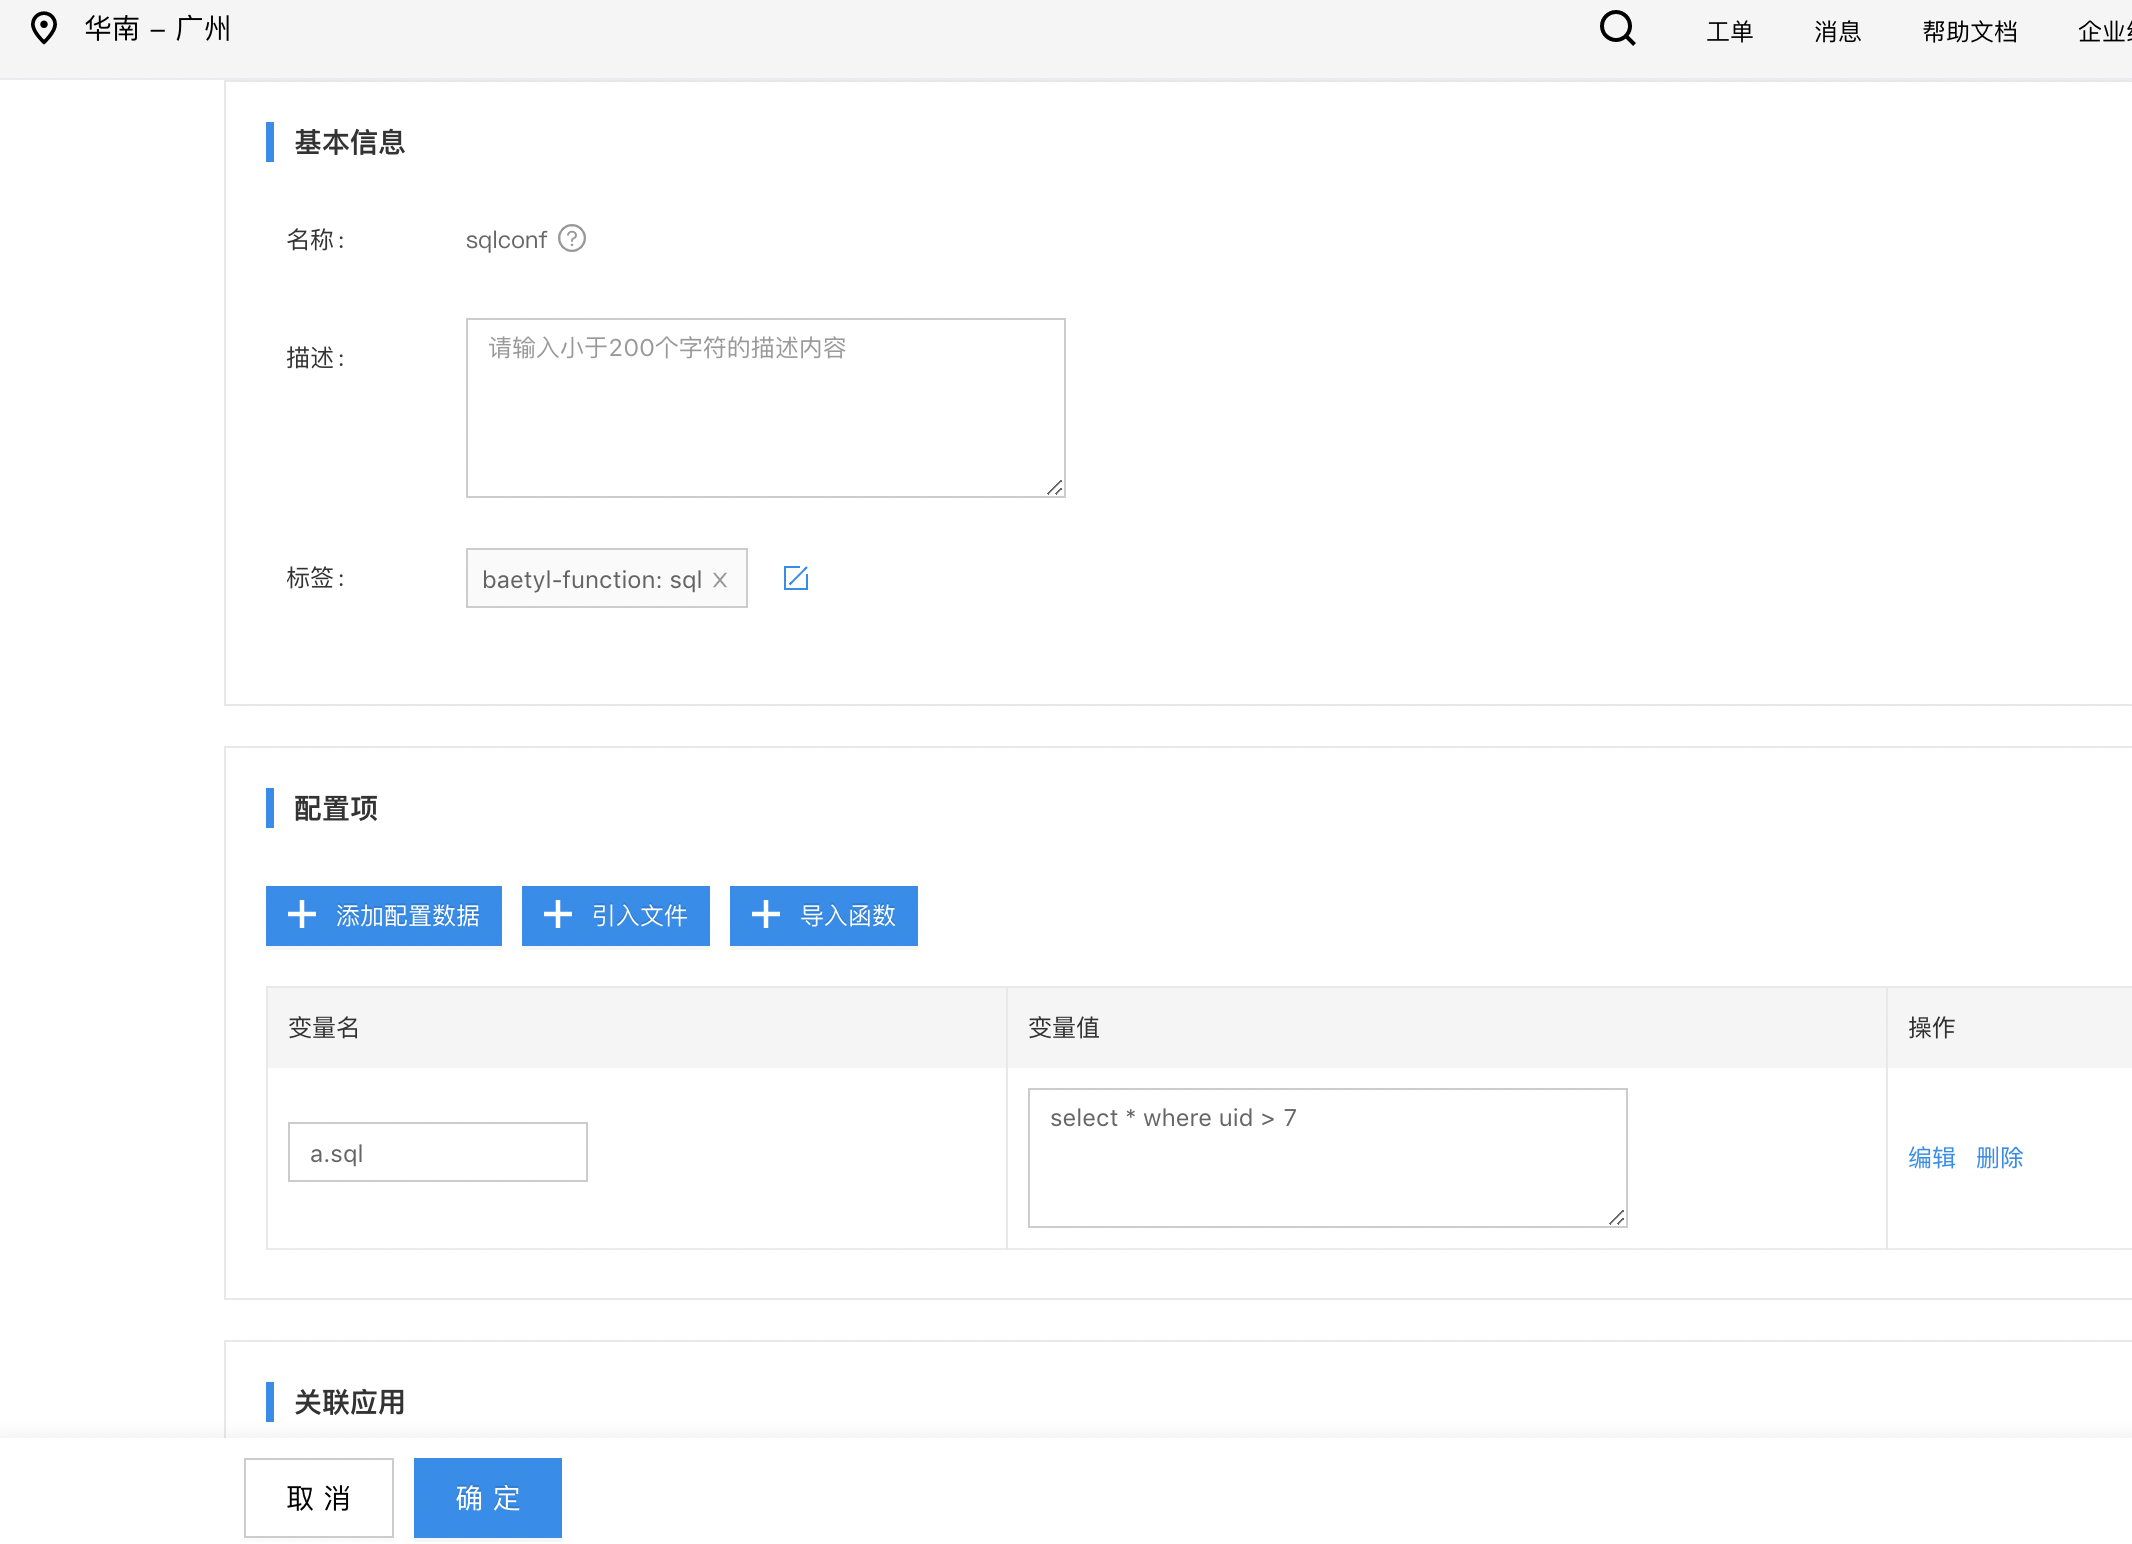 华南 – 广州
工单 消息 帮助文档 企业
基本信息
名称: sqlconf ?
描述: 请输入小于200个字符的描述内容
标签: baetyl-function: sql ×
配置项
+ 添加配置数据 + 引入文件 + 导入函数
变量名 变量值 操作
a.sql select * where uid > 7 编辑 删除
关联应用
取消 确定